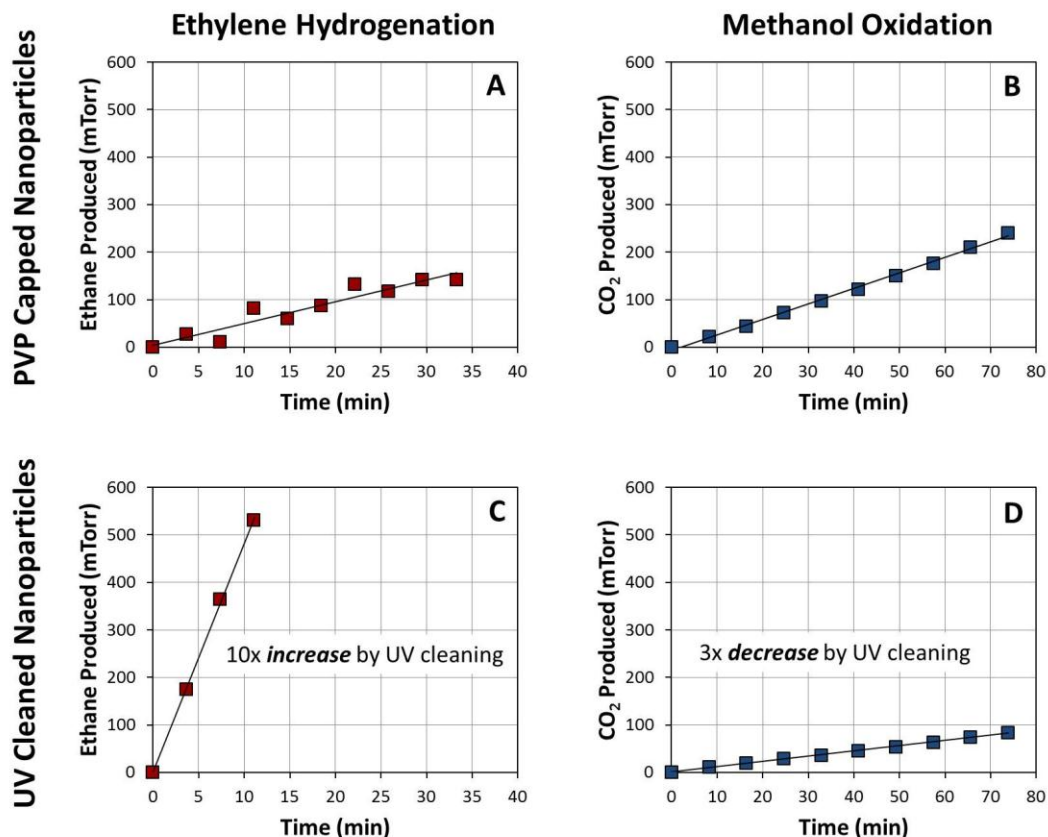 Ethylene Hydrogenation
Methanol Oxidation
PVP Capped Nanoparticles
A
Ethane Produced (mTorr)
600
500
400
300
200
100
0
0 5 10 15 20 25 30 35 40
Time (min)
B
CO₂ Produced (mTorr)
600
500
400
300
200
100
0
0 10 20 30 40 50 60 70 80
Time (min)
UV Cleaned Nanoparticles
C
Ethane Produced (mTorr)
600
500
400
300
200
100
0
10x increase by UV cleaning
0 5 10 15 20 25 30 35 40
Time (min)
D
CO₂ Produced (mTorr)
600
500
400
300
200
100
0
3x decrease by UV cleaning
0 10 20 30 40 50 60 70 80
Time (min)